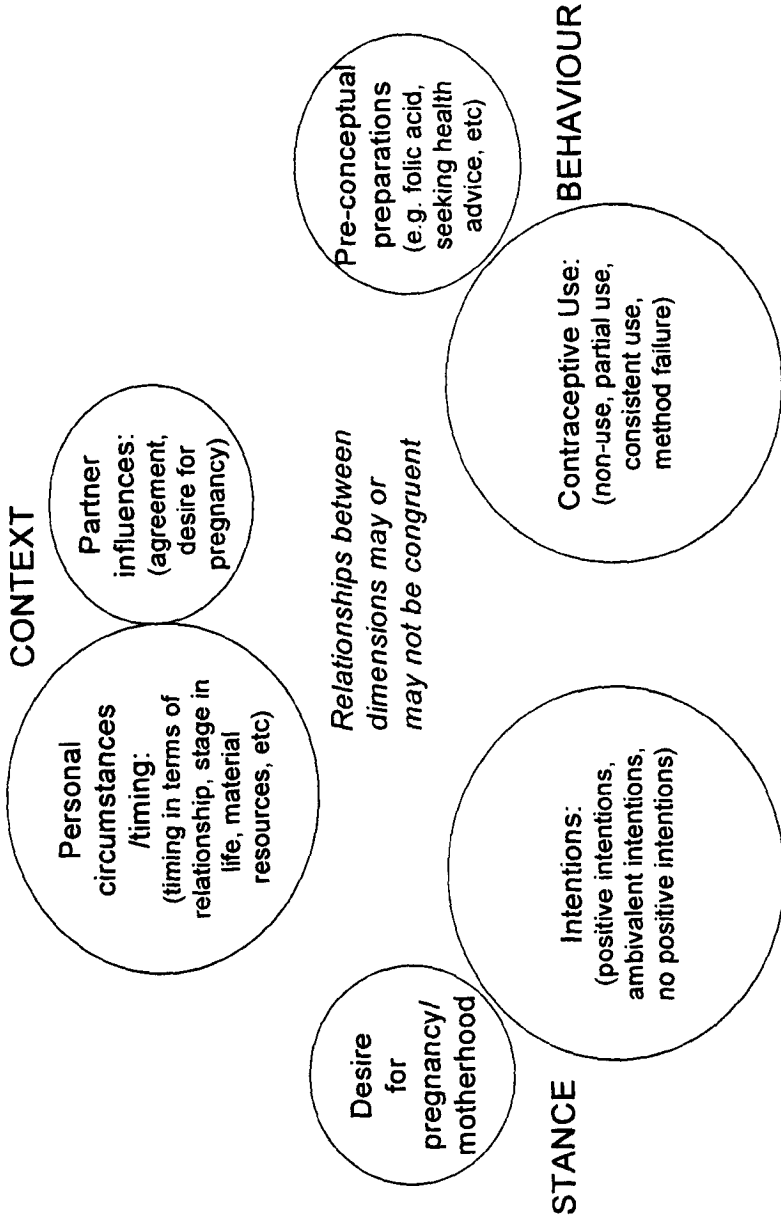 CONTEXT
Personal
circumstances
/timing:
(timing in terms of
relationship, stage in
life, material
resources, etc)
Partner
influences:
(agreement,
desire for
pregnancy)
Relationships between
dimensions may or
may not be congruent
Desire
for
pregnancy/
motherhood
STANCE
Intentions:
(positive intentions,
ambivalent intentions,
no positive intentions)
Pre-conceptual
preparations
(e.g. folic acid,
seeking health
advice, etc)
BEHAVIOUR
Contraceptive Use:
(non-use, partial use,
consistent use,
method failure)